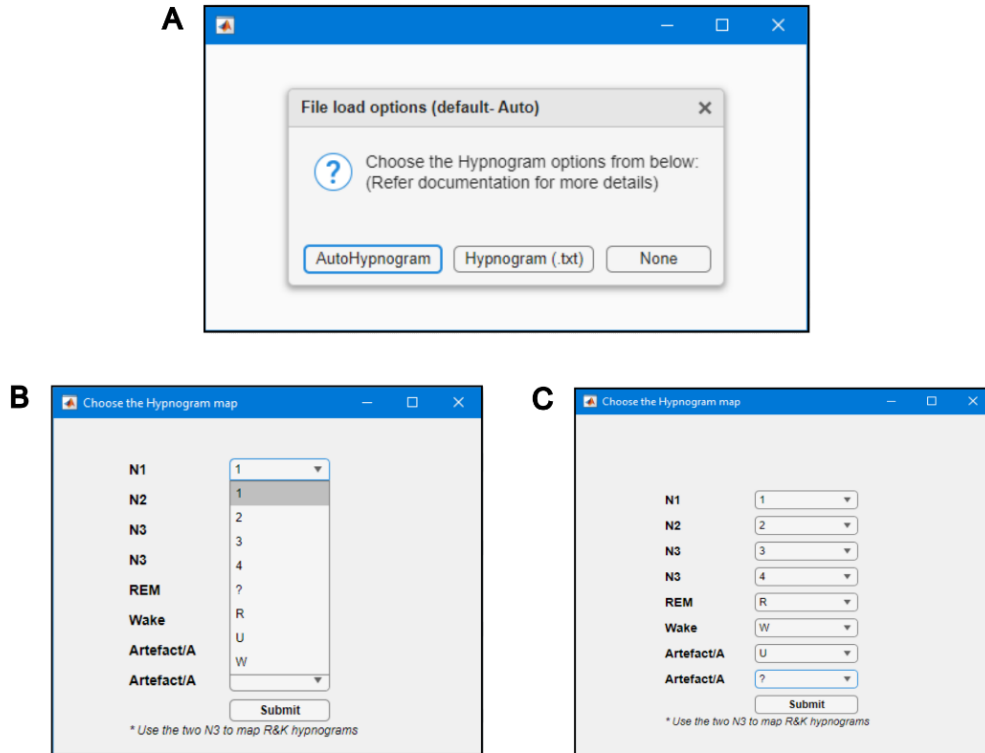 A
File load options (default- Auto)
?
Choose the Hypnogram options from below:
(Refer documentation for more details)
AutoHypnogram
Hypnogram (.txt)
None
B
Choose the Hypnogram map
N1
1
N2
1
2
N3
3
N3
4
REM
?
Wake
R
U
Artefact/A
W
Artefact/A
Submit
* Use the two N3 to map R&K hypnograms
C
Choose the Hypnogram map
N1 1
N2 2
N3 3
N3 4
REM R
Wake W
Artefact/A U
Artefact/A ?
Submit
* Use the two N3 to map R&K hypnograms